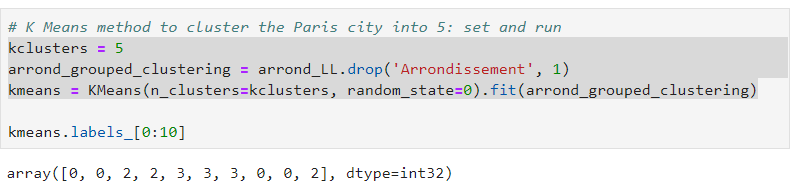 # K Means method to cluster the Paris city into 5: set and run
kclusters = 5
arrond_grouped_clustering = arrond_LL.drop('Arrondissement', 1)
kmeans = KMeans(n_clusters=kclusters, random_state=0).fit(arrond_grouped_clustering)
kmeans.labels_[0:10]
array([0, 0, 2, 2, 3, 3, 3, 0, 0, 2], dtype=int32)